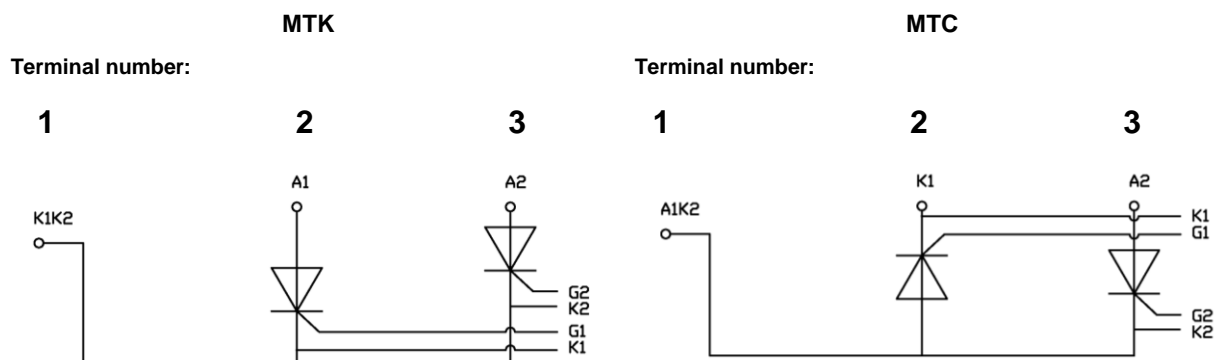 MTK MTC
Terminal number: Terminal number:
1 2 3 1 2 3
A1 A2 K1 A2
K1K2 A1K2
K1
G1
G2
K2
G1
K1
G2
K2